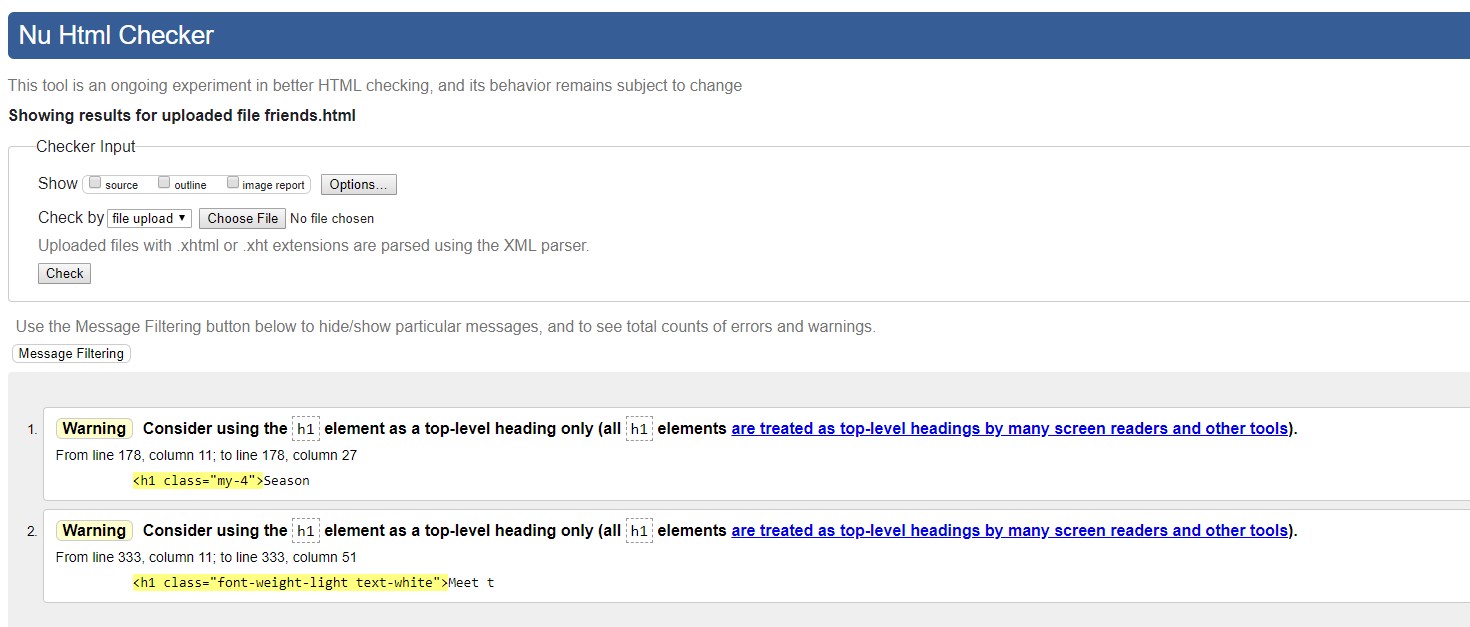 Nu Html Checker
This tool is an ongoing experiment in better HTML checking, and its behavior remains subject to change
Showing results for uploaded file friends.html
Checker Input
Show source outline image report Options...
Check by file upload ▼ Choose File No file chosen
Uploaded files with .xhtml or .xht extensions are parsed using the XML parser.
Check
Use the Message Filtering button below to hide/show particular messages, and to see total counts of errors and warnings.
Message Filtering
1. Warning Consider using the h1 element as a top-level heading only (all h1 elements are treated as top-level headings by many screen readers and other tools).
From line 178, column 11; to line 178, column 27
<h1 class="my-4">Season
2. Warning Consider using the h1 element as a top-level heading only (all h1 elements are treated as top-level headings by many screen readers and other tools).
From line 333, column 11; to line 333, column 51
<h1 class="font-weight-light text-white">Meet t